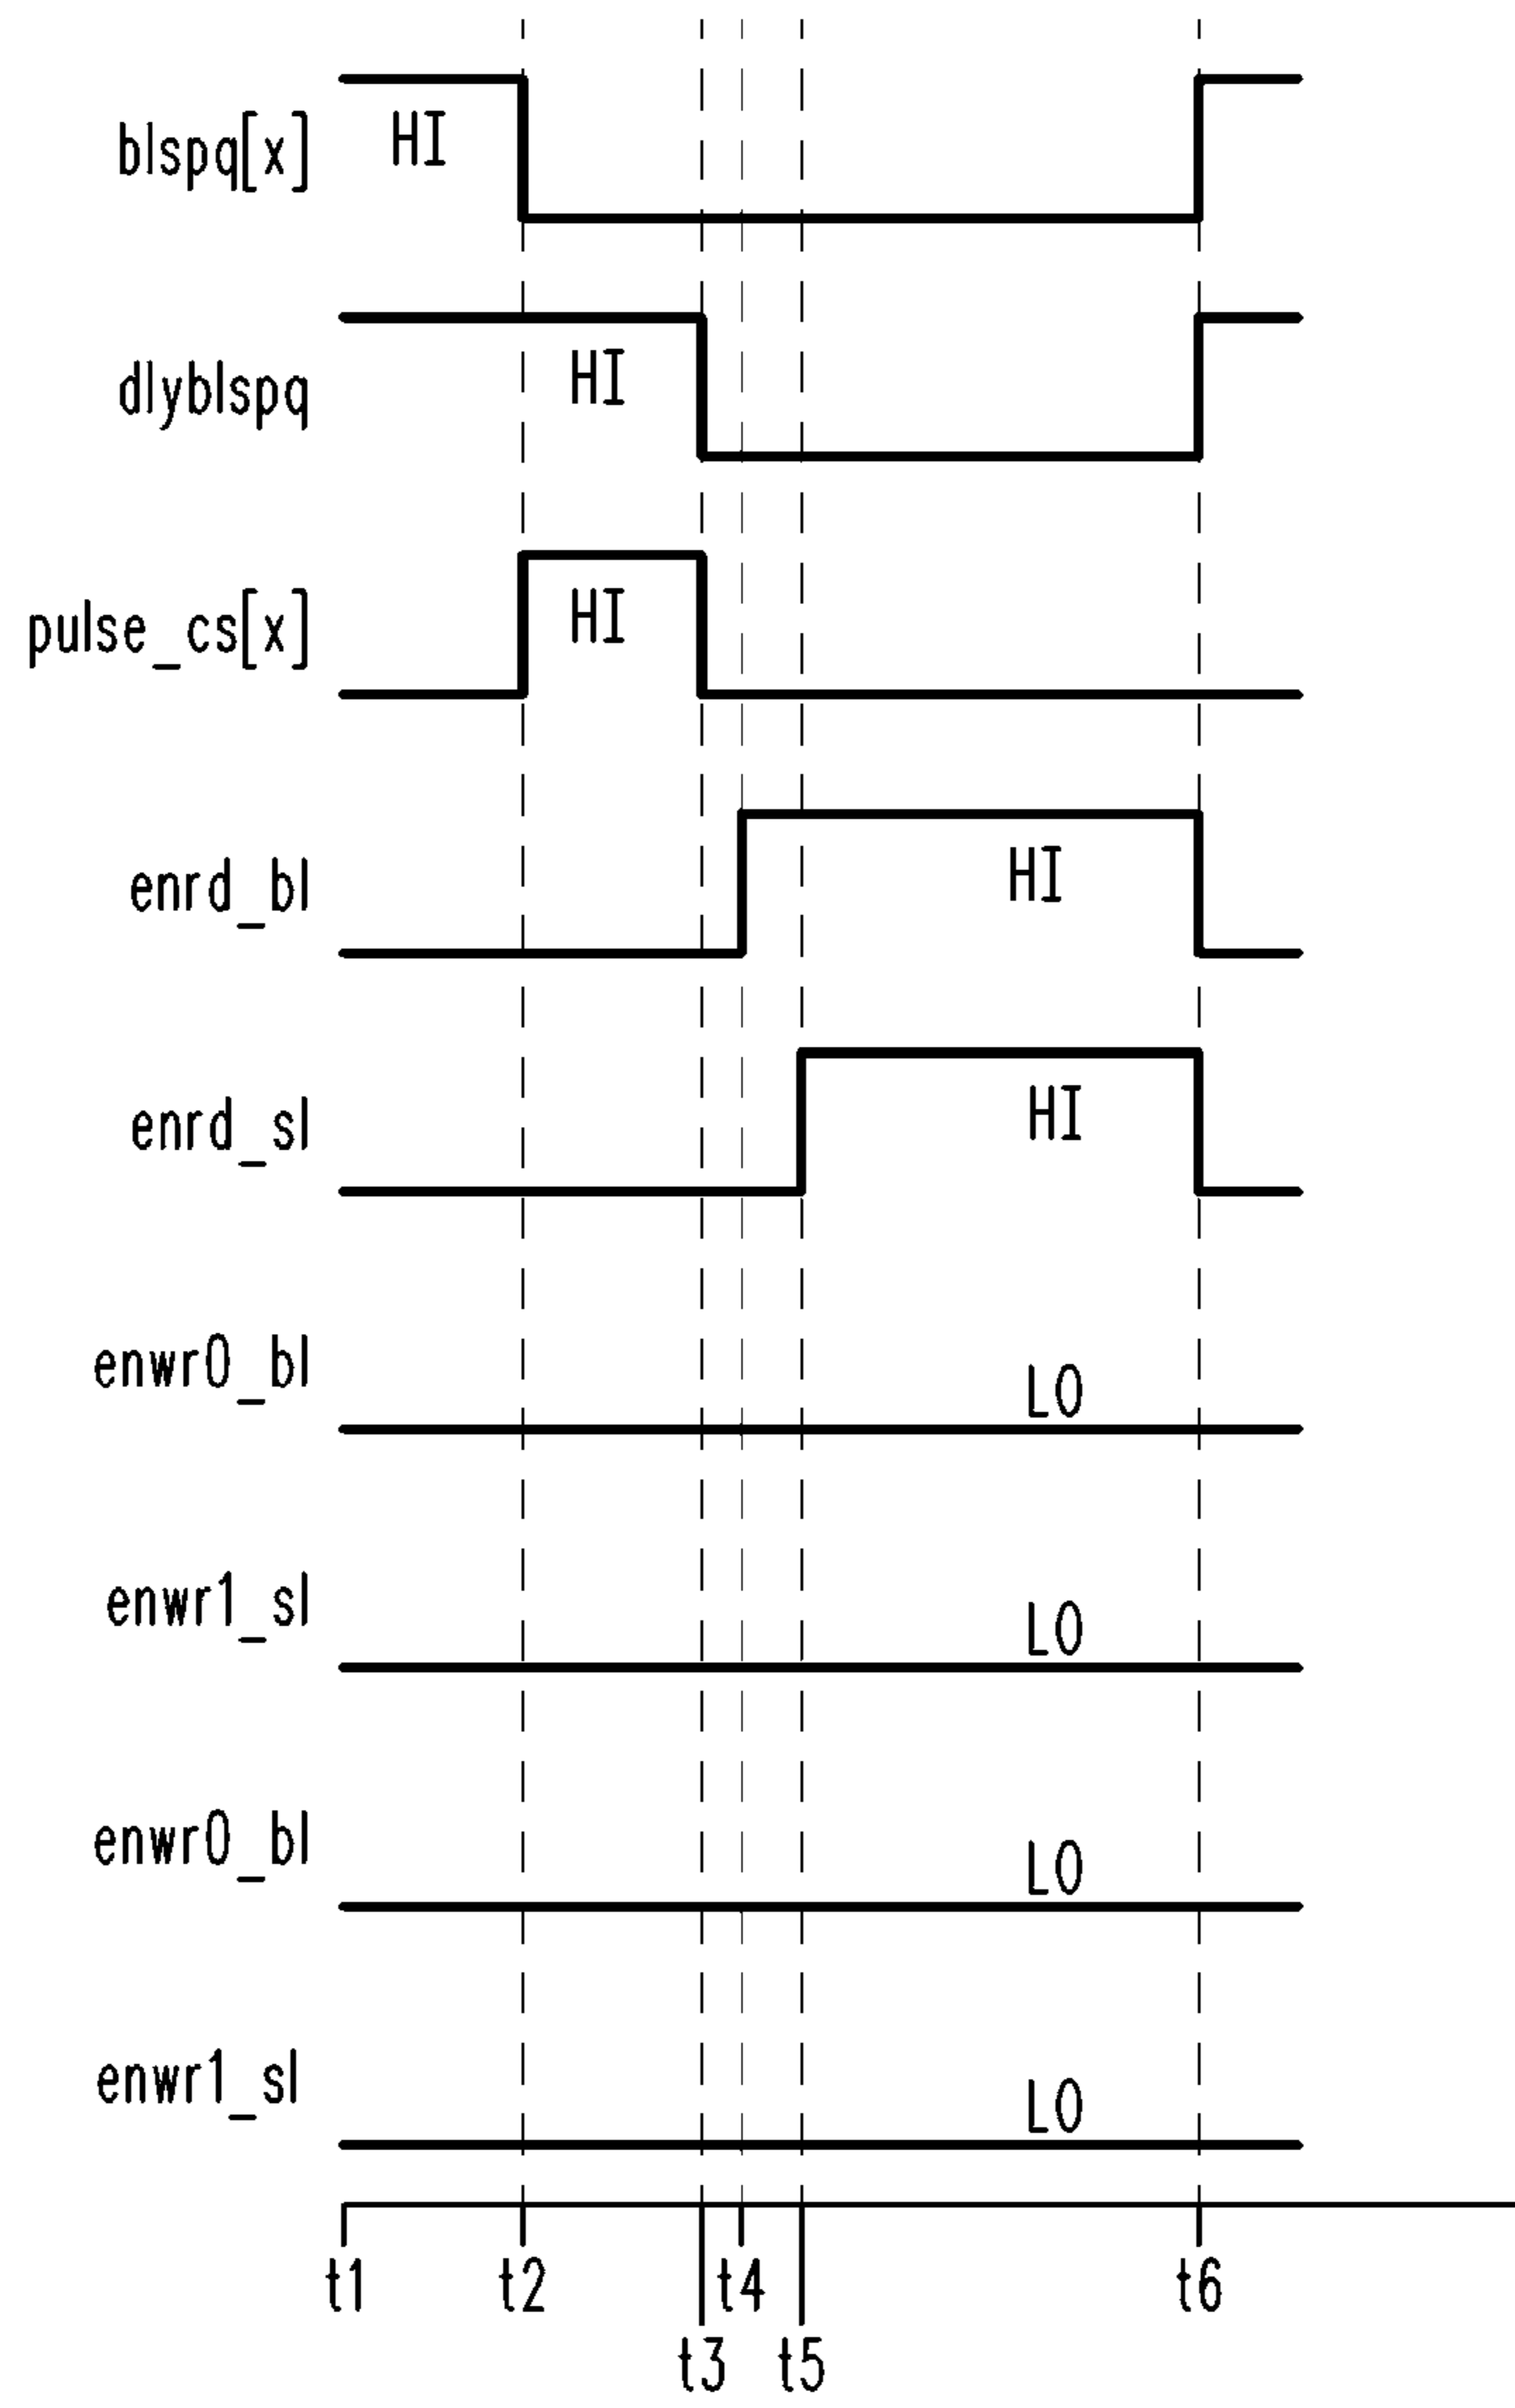 blspq[x] HI
dlyblspq HI
pulse_cs[x] HI
enrd_bl HI
enrd_sl HI
enwr0_bl LO
enwr1_sl LO
enwr0_bl LO
enwr1_sl LO
t1 t2 t4 t6
t3 t5